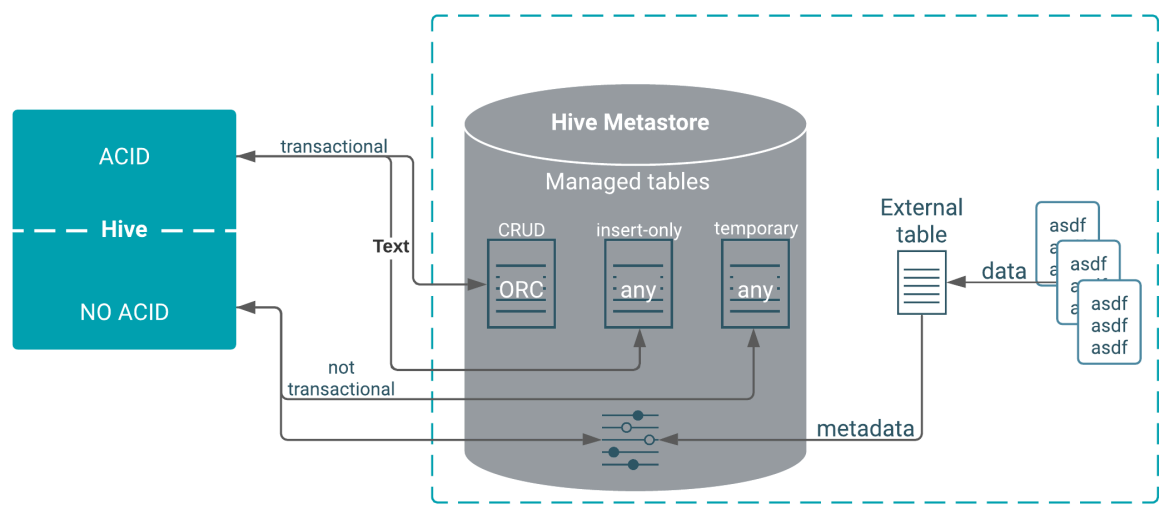 Hive Metastore
Managed tables
ACID
Hive
NO ACID
transactional
Text
not
transactional
CRUD
insert-only
temporary
ORC
any
any
External
table
data
metadata
asdf
a
a
asdf
a
a
asdf
asdf
asdf